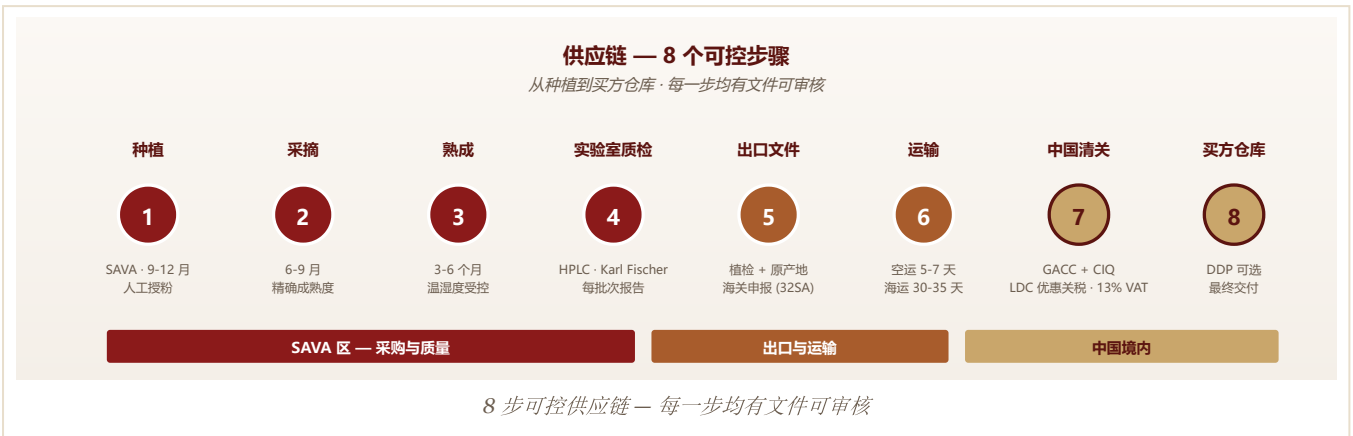 供应链 — 8 个可控步骤
从种植到买方仓库 · 每一步均有文件可审核
种植
采摘
熟成
实验室质检
出口文件
运输
中国清关
买方仓库
1
2
3
4
5
6
7
8
SAVA · 9-12 月
人工授粉
6-9 月
精确成熟度
3-6 个月
温湿度受控
HPLC · Karl Fischer
每批次报告
植检 + 原产地
海关申报 (32SA)
空运 5-7 天
海运 30-35 天
GACC + CIQ
LDC 优惠关税 · 13% VAT
DDP 可选
最终交付
SAVA 区 — 采购与质量
出口与运输
中国境内
8 步可控供应链 — 每一步均有文件可审核